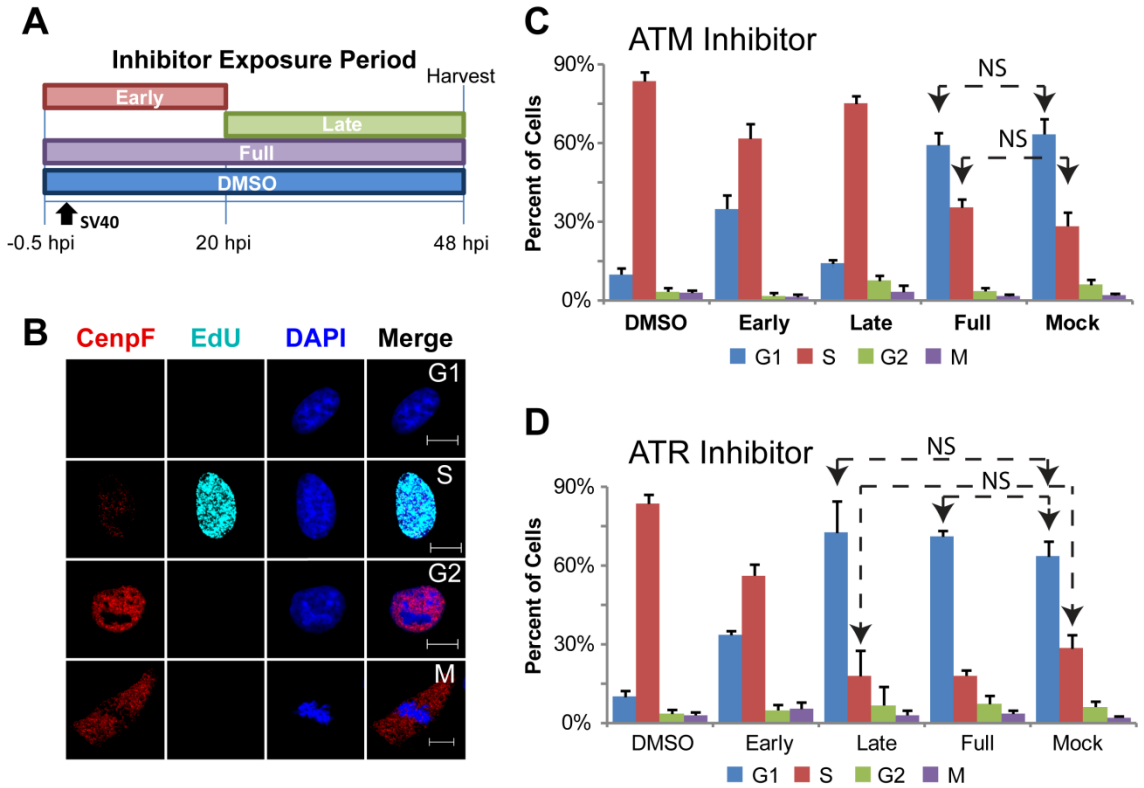 A
Inhibitor Exposure Period
Harvest
Early
Late
Full
DMSO
SV40
-0.5 hpi 20 hpi 48 hpi
B
CenpF EdU DAPI Merge
G1
S
G2
M
C
ATM Inhibitor
Percent of Cells
90%
60%
30%
0%
NS
NS
DMSO Early Late Full Mock
G1 S G2 M
D
ATR Inhibitor
Percent of Cells
90%
60%
30%
0%
NS
NS
DMSO Early Late Full Mock
G1 S G2 M